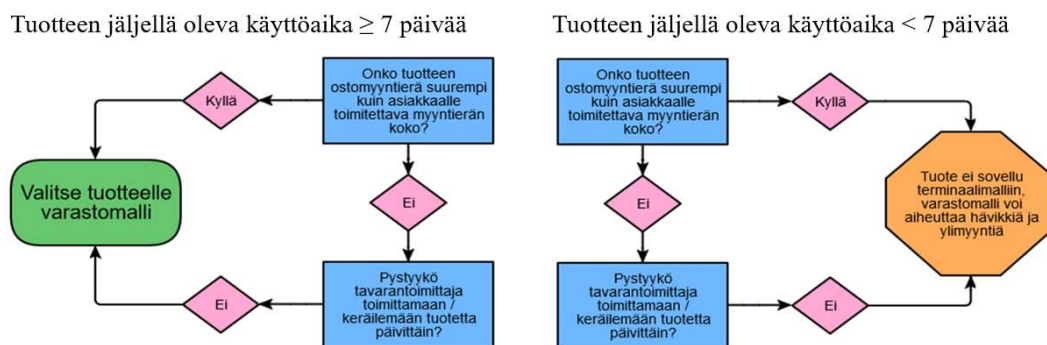 Tuotteen jäljellä oleva käyttöaika ≥ 7 päivää
Onko tuotteen
ostomyyntierä suurempi
kuin asiakkaalle
toimitettava myyntierän
koko?
Kyllä
Valitse tuotteelle
varastomalli
Ei
Pystyykö
tavarantoimittaja
toimittamaan /
keräilemään tuotetta
päivittäin?
Ei
Tuotteen jäljellä oleva käyttöaika < 7 päivää
Onko tuotteen
ostomyyntierä suurempi
kuin asiakkaalle
toimitettava myyntierän
koko?
Kyllä
Tuote ei sovellu
terminaalimalliin,
varastomalli voi
aiheuttaa hävikkiä ja
ylimyyntiä
Ei
Pystyykö
tavarantoimittaja
toimittamaan /
keräilemään tuotetta
päivittäin?
Ei